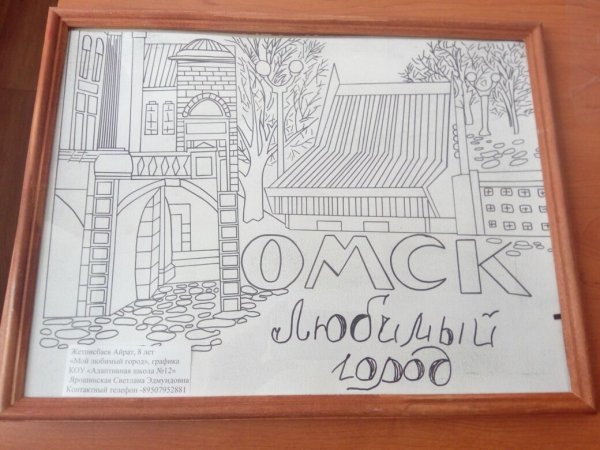 ОМСК
Любимый
город
Жетписбаев Айрат, 8 лет
«Мой любимый город», графика
КОУ «Адаптивная школа №12»
Ярошинская Светлана Эдмундовна
Контактный телефон -89507952881